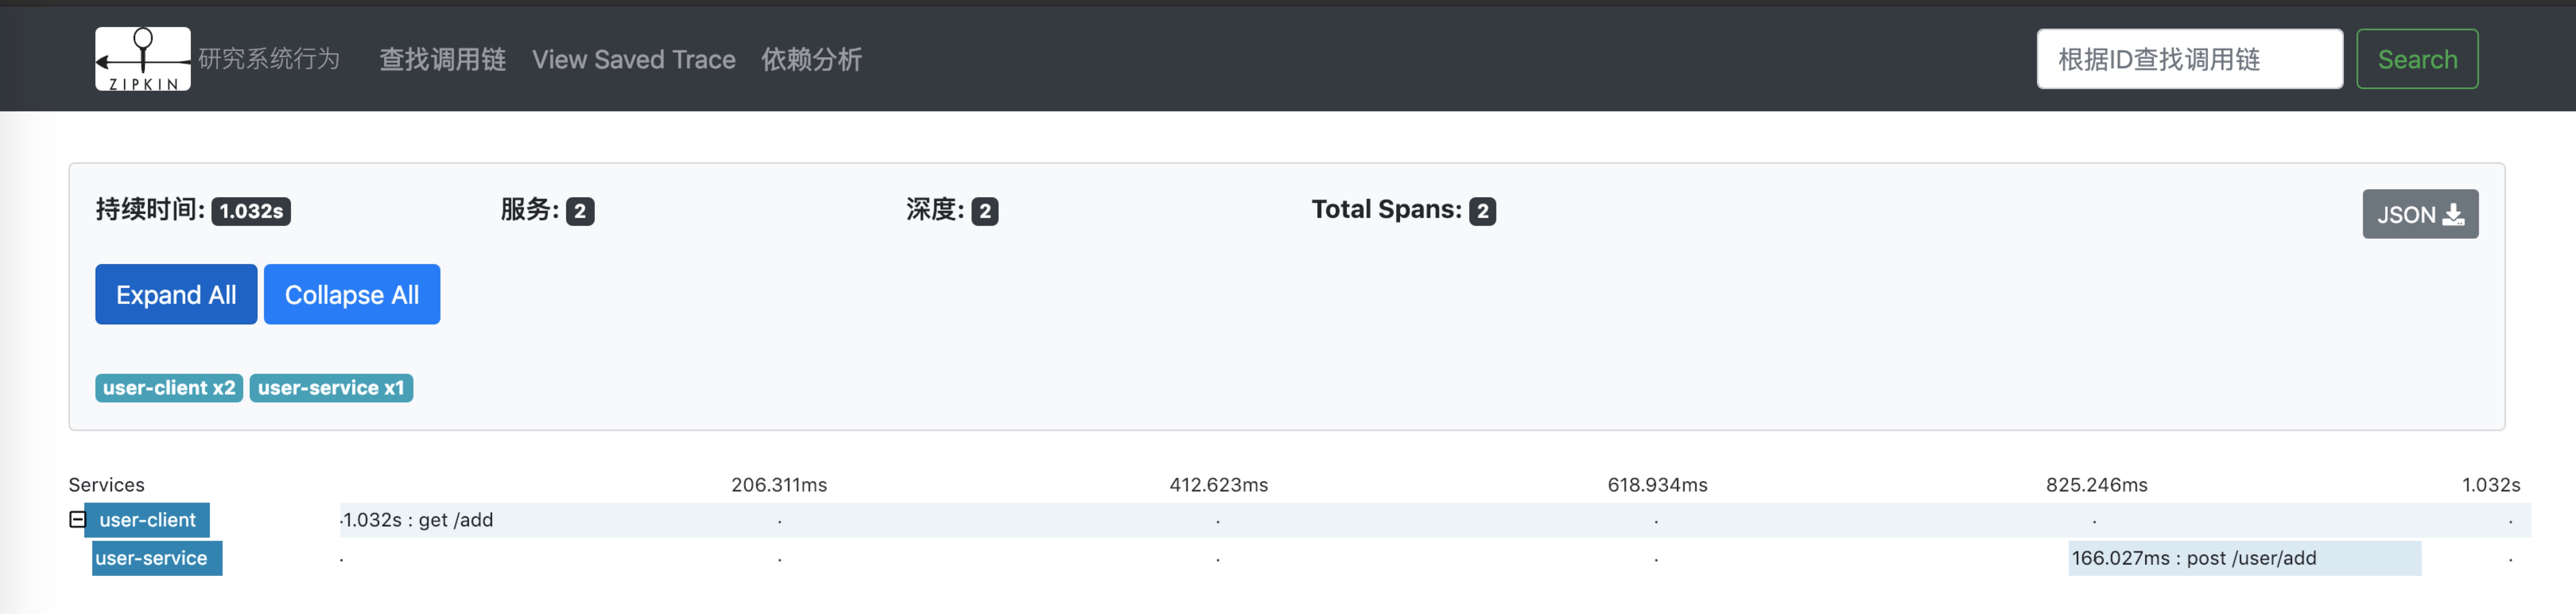 ZIPKIN 研究系统行为 查找调用链 View Saved Trace 依赖分析 根据ID查找调用链 Search
持续时间: 1.032s 服务: 2 深度: 2 Total Spans: 2 JSON
Expand All Collapse All
user-client x2 user-service x1
Services 206.311ms 412.623ms 618.934ms 825.246ms 1.032s
user-client 1.032s : get /add
user-service 166.027ms : post /user/add